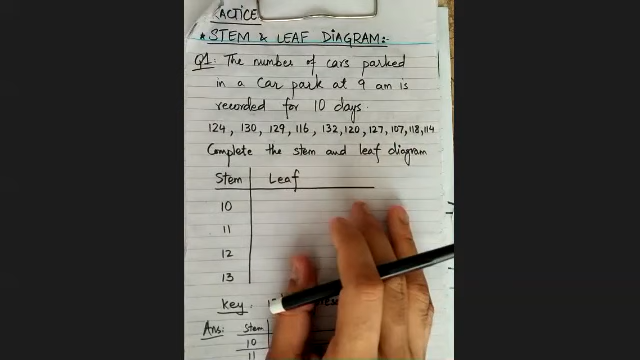 ACTICE
* STEM & LEAF DIAGRAM:-
Q1: The number of cars parked
in a car park at 9 am is
recorded for 10 days.
124, 130, 129, 116, 132, 120, 127, 107, 118, 114
Complete the stem and leaf diagram
Stem Leaf
10
11
12
13
Key:
Ans: Stem
10
11